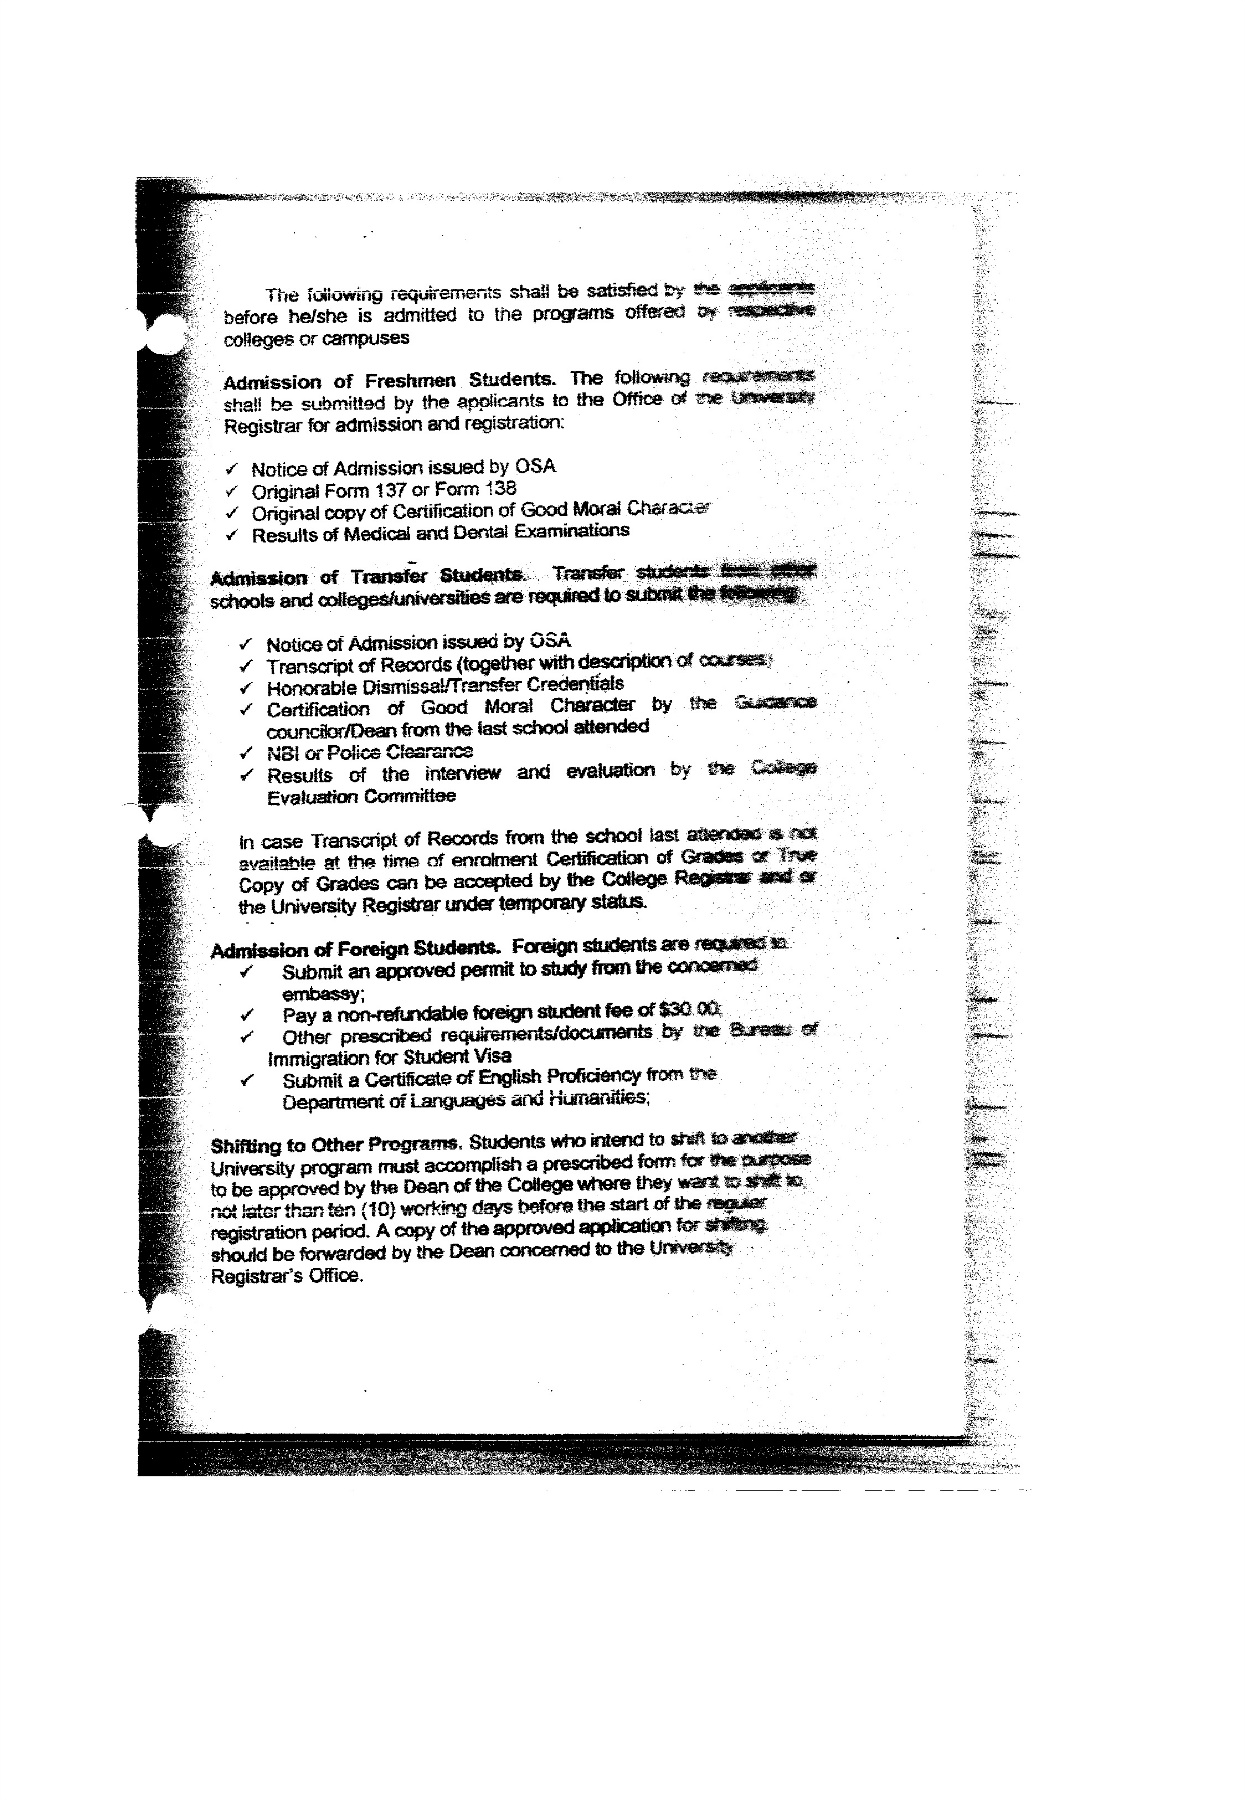 The following requirements shall be satisfied by the applicants
before he/she is admitted to the programs offered by respective
colleges or campuses
Admission of Freshmen Students. The following requirements
shall be submitted by the applicants to the Office of the University
Registrar for admission and registration:
✓ Notice of Admission issued by OSA
✓ Original Form 137 or Form 138
✓ Original copy of Certification of Good Moral Character
✓ Results of Medical and Dental Examinations
Admission of Transfer Students. Transfer students from other
schools and colleges/universities are required to submit the following:
✓ Notice of Admission issued by OSA
✓ Transcript of Records (together with description of courses)
✓ Honorable Dismissal/Transfer Credentials
✓ Certification of Good Moral Character by the Guidance
councilor/Dean from the last school attended
✓ NBI or Police Clearance
✓ Results of the interview and evaluation by the College
Evaluation Committee
In case Transcript of Records from the school last attended is not
available at the time of enrolment Certification of Grades or True
Copy of Grades can be accepted by the College Registrar and or
the University Registrar under temporary status.
Admission of Foreign Students. Foreign students are required to
✓ Submit an approved permit to study from the concerned
embassy;
✓ Pay a non-refundable foreign student fee of $30.00;
✓ Other prescribed requirements/documents by the Bureau of
Immigration for Student Visa
✓ Submit a Certificate of English Proficiency from the
Department of Languages and Humanities;
Shifting to Other Programs. Students who intend to shift to another
University program must accomplish a prescribed form for the purpose
to be approved by the Dean of the College where they want to shift to,
not later than ten (10) working days before the start of the regular
registration period. A copy of the approved application for shifting
should be forwarded by the Dean concerned to the University
Registrar's Office.